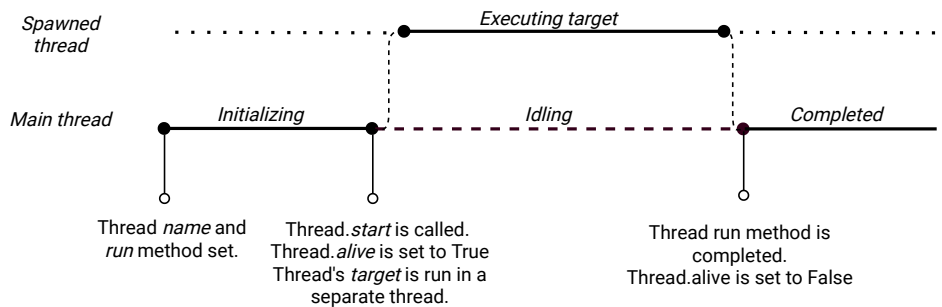 Spawned
thread
Executing target
Main thread
Initializing
Idling
Completed
Thread name and
run method set.
Thread.start is called.
Thread.alive is set to True
Thread's target is run in a
separate thread.
Thread run method is
completed.
Thread.alive is set to False